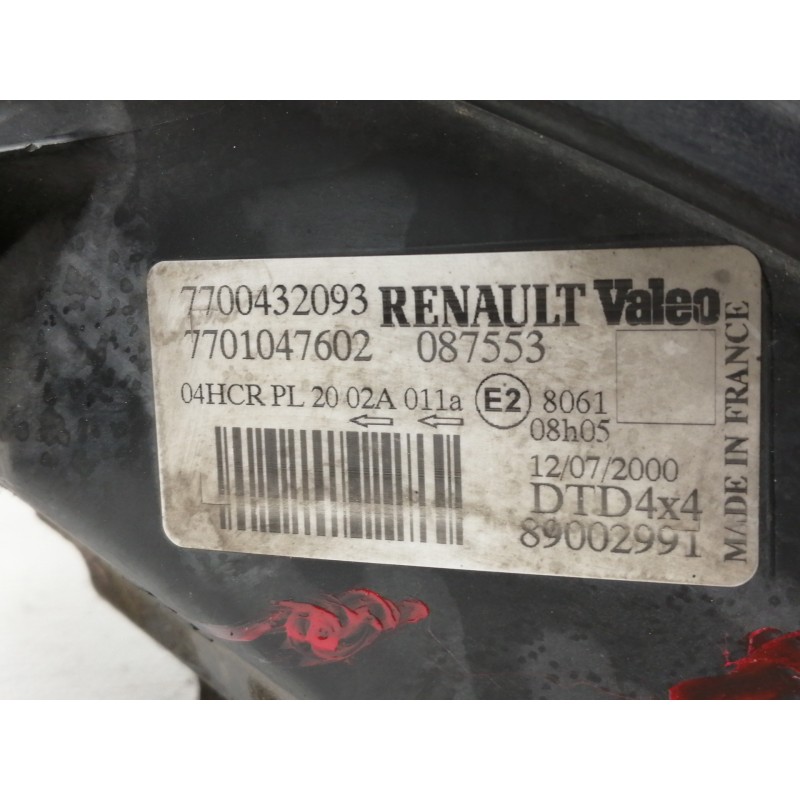 7700432093 RENAULT Valeo
7701047602 087553
04HCR PL 20 02A 011a E2 8061
08h05
12/07/2000
DTD4x4
89002991
MADE IN FRANCE